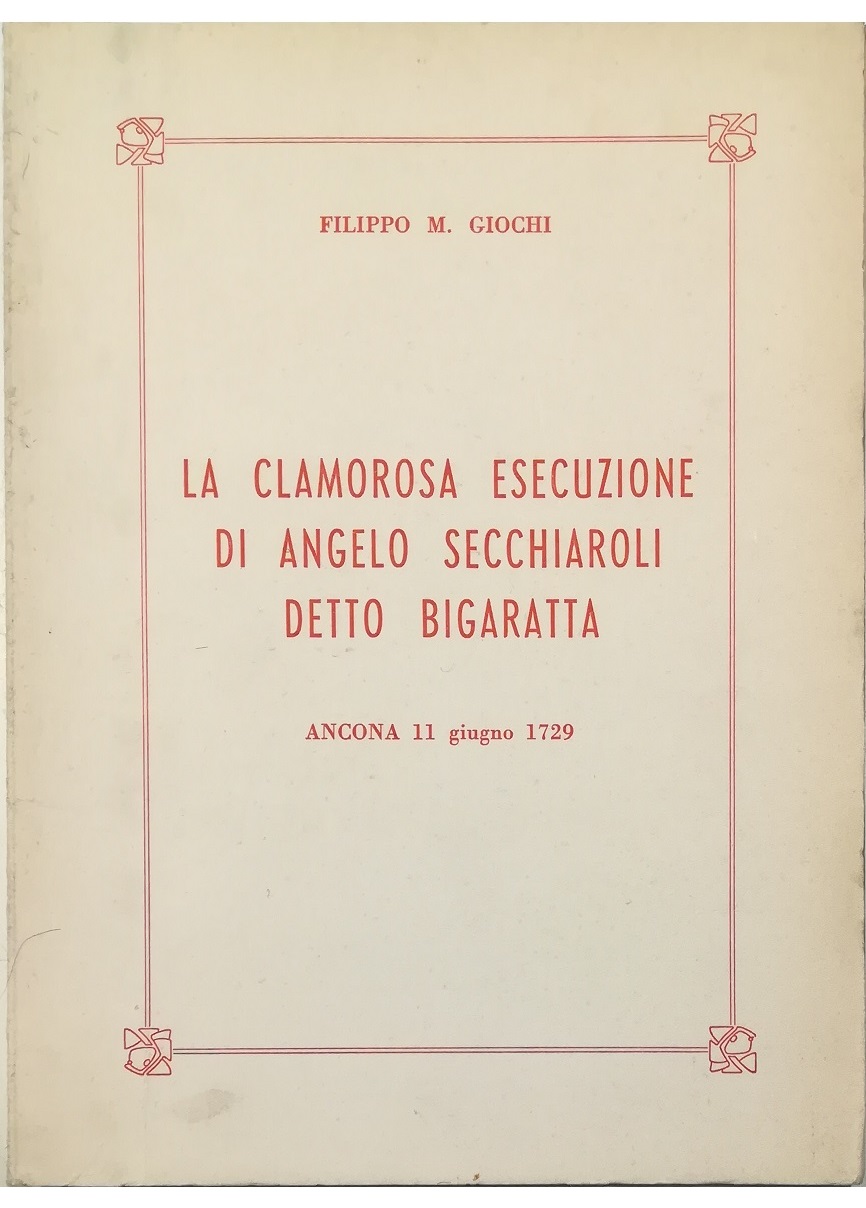 FILIPPO M. GIOCHI
LA CLAMOROSA ESECUZIONE
DI ANGELO SECCHIAROLI
DETTO BIGARATTA
ANCONA 11 giugno 1729